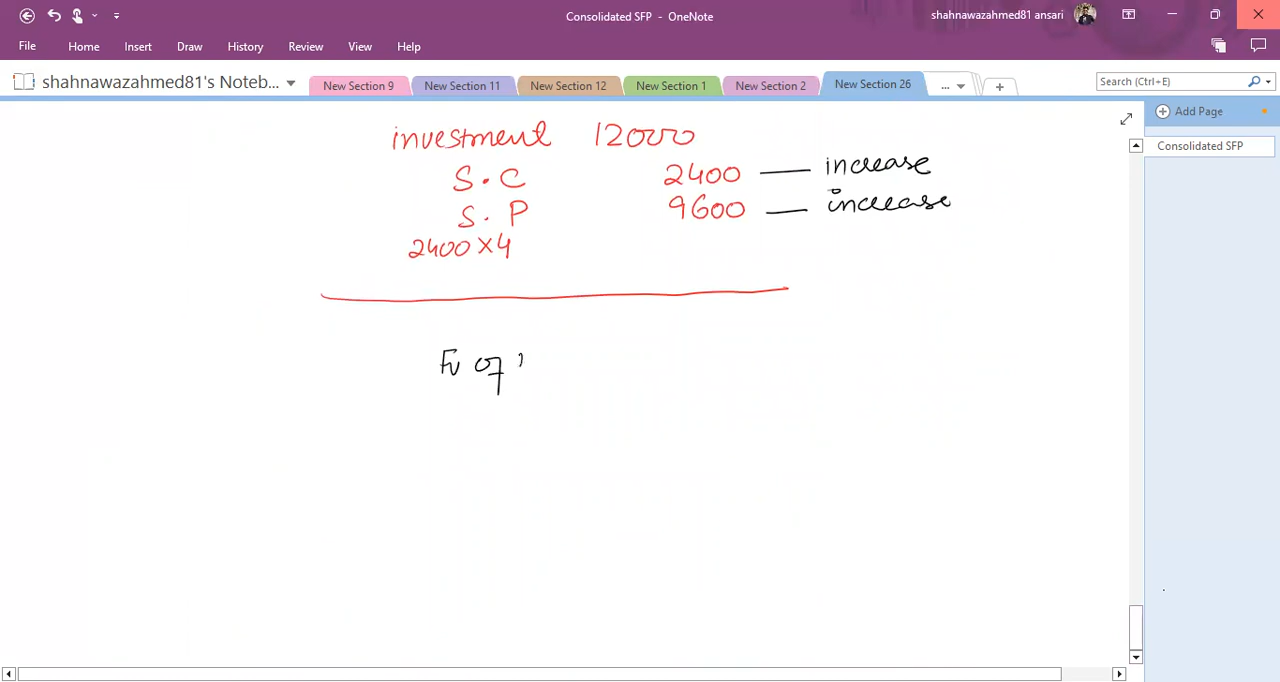 Consolidated SFP - OneNote
shahnawazahmed81 ansari
File Home Insert Draw History Review View Help
shahnawazahmed81's Noteb... New Section 9 New Section 11 New Section 12 New Section 1 New Section 2 New Section 26 ... + Search (Ctrl+E)
Add Page
Consolidated SFP
investment 12000
S.C 2400 — increase
S.P 9600 — increase
2400 x 4
Fv of